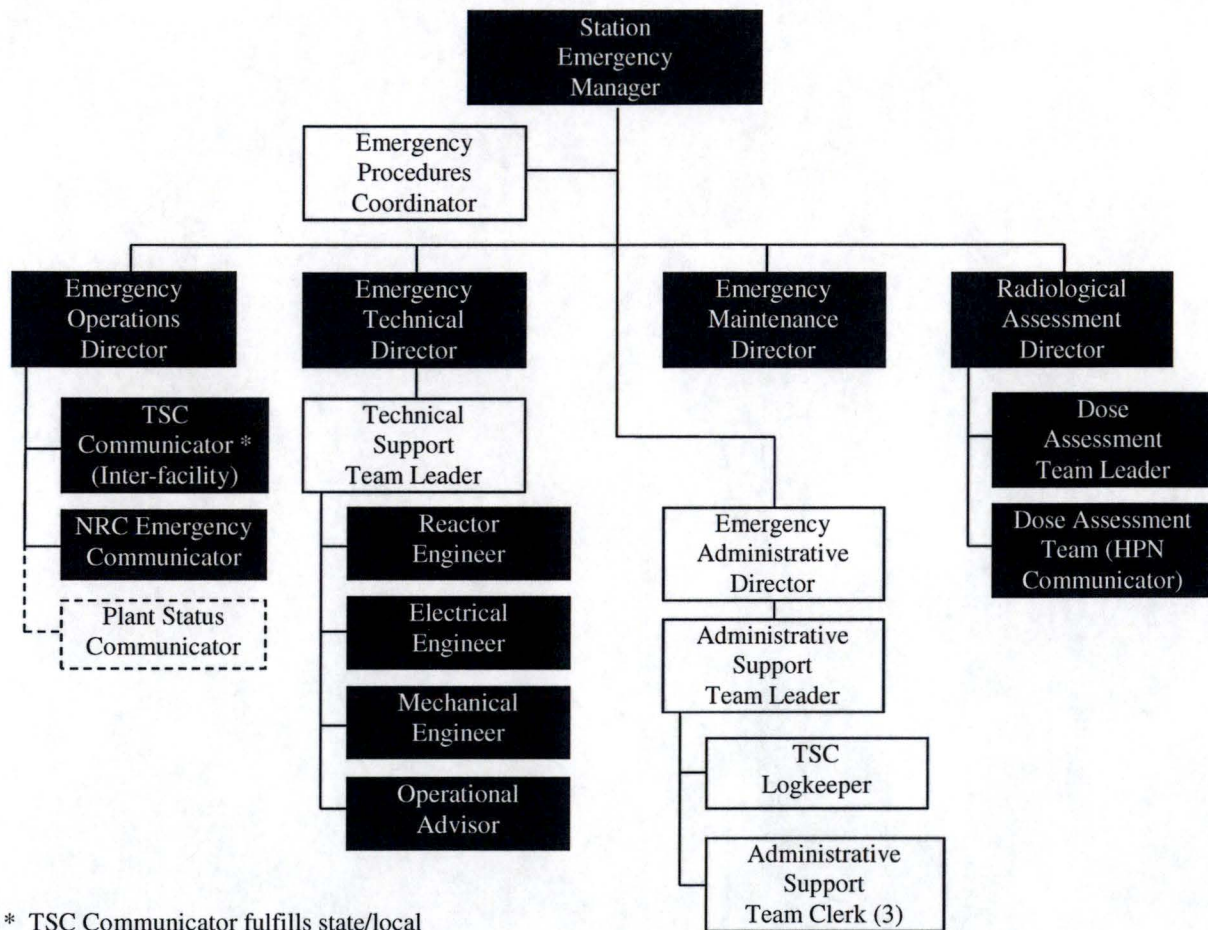 Station
Emergency
Manager
Emergency
Procedures
Coordinator
Emergency
Operations
Director
Emergency
Technical
Director
Emergency
Maintenance
Director
Radiological
Assessment
Director
TSC
Communicator *
(Inter-facility)
NRC Emergency
Communicator
Plant Status
Communicator
Technical
Support
Team Leader
Reactor
Engineer
Electrical
Engineer
Mechanical
Engineer
Operational
Advisor
Emergency
Administrative
Director
Administrative
Support
Team Leader
TSC
Logkeeper
Administrative
Support
Team Clerk (3)
Dose
Assessment
Team Leader
Dose Assessment
Team (HPN
Communicator)
* TSC Communicator fulfills state/local